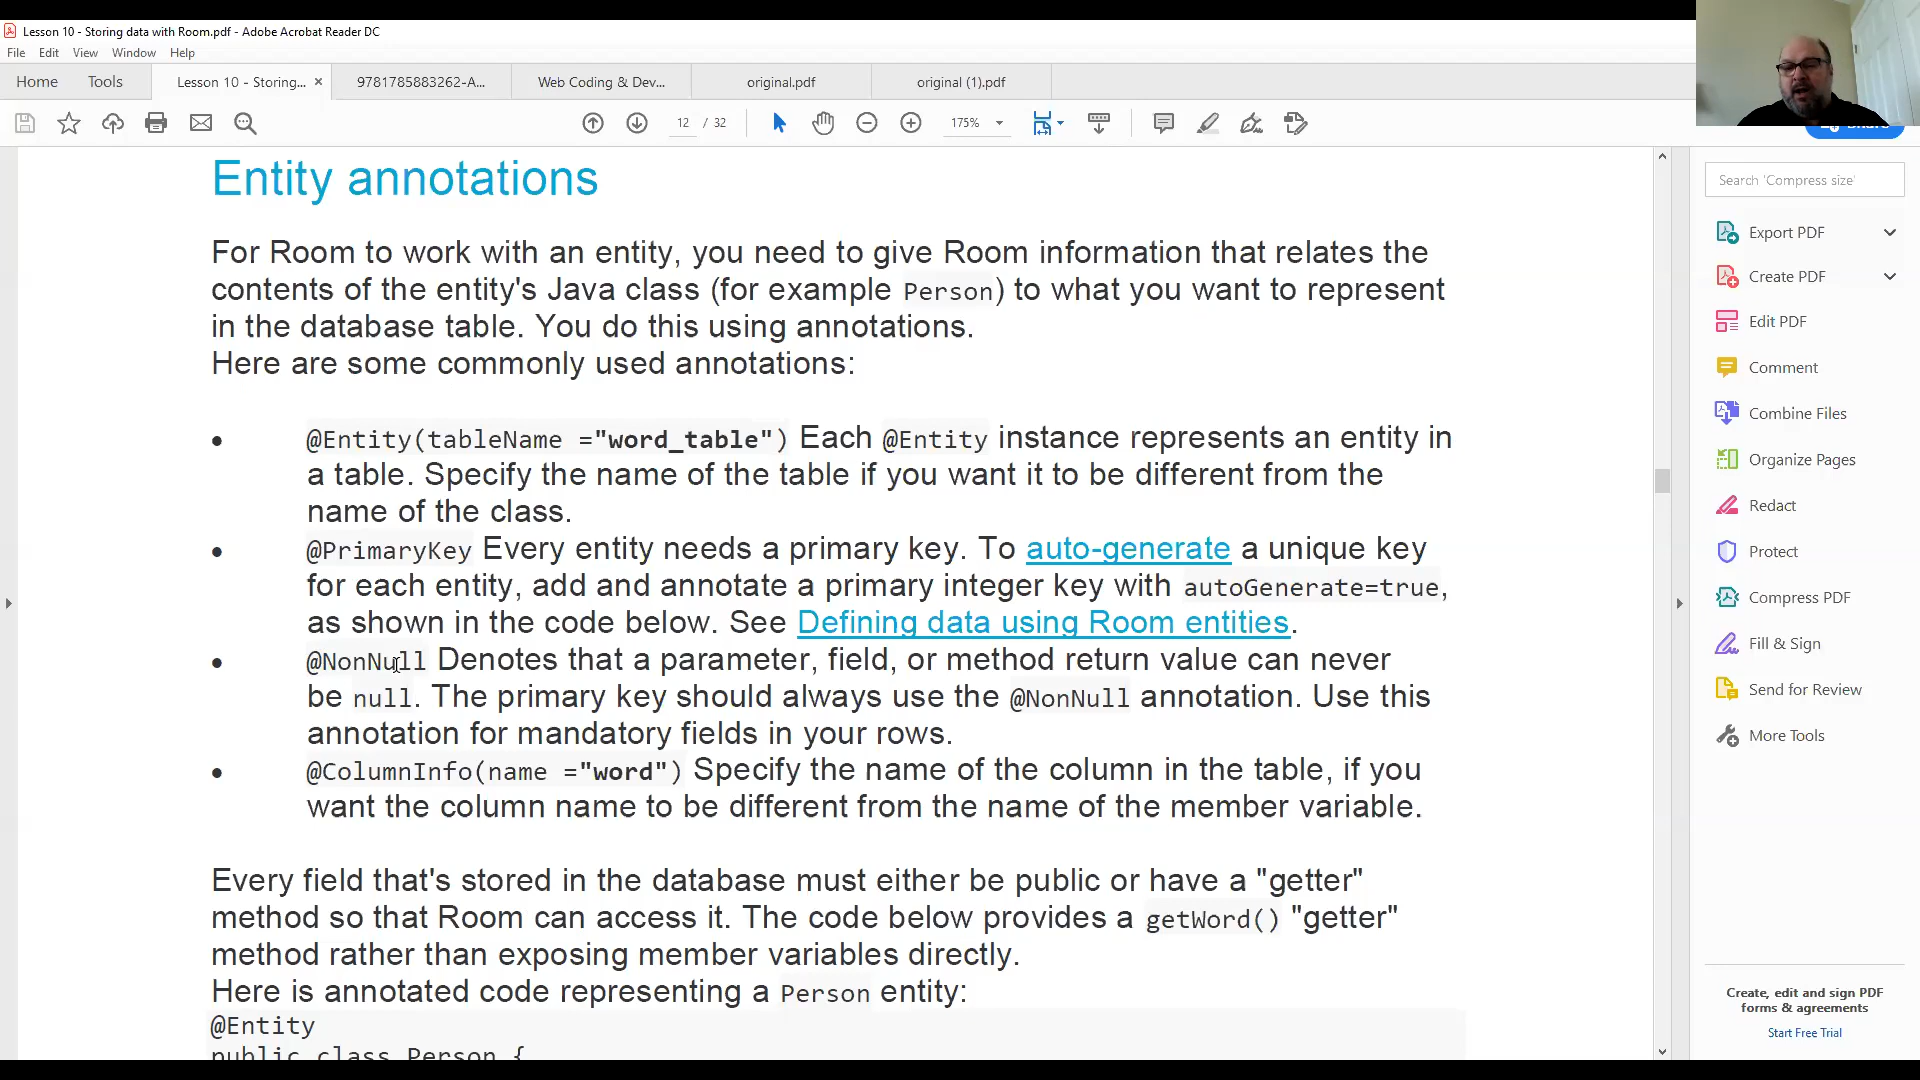 Lesson 10 - Storing data with Room.pdf - Adobe Acrobat Reader DC
File Edit View Window Help
Home Tools Lesson 10 - Storing... × 9781785883262-A... Web Coding & Dev... original.pdf original (1).pdf
12 / 32 175%
Share
Entity annotations
For Room to work with an entity, you need to give Room information that relates the
contents of the entity's Java class (for example Person) to what you want to represent
in the database table. You do this using annotations.
Here are some commonly used annotations:
• @Entity(tableName ="word_table") Each @Entity instance represents an entity in
a table. Specify the name of the table if you want it to be different from the
name of the class.
• @PrimaryKey Every entity needs a primary key. To auto-generate a unique key
for each entity, add and annotate a primary integer key with autoGenerate=true,
as shown in the code below. See Defining data using Room entities.
• @NonNull Denotes that a parameter, field, or method return value can never
be null. The primary key should always use the @NonNull annotation. Use this
annotation for mandatory fields in your rows.
• @ColumnInfo(name ="word") Specify the name of the column in the table, if you
want the column name to be different from the name of the member variable.
Every field that's stored in the database must either be public or have a "getter"
method so that Room can access it. The code below provides a getWord() "getter"
method rather than exposing member variables directly.
Here is annotated code representing a Person entity:
@Entity
public class Person {
Search 'Compress size'
Export PDF
Create PDF
Edit PDF
Comment
Combine Files
Organize Pages
Redact
Protect
Compress PDF
Fill & Sign
Send for Review
More Tools
Create, edit and sign PDF
forms & agreements
Start Free Trial